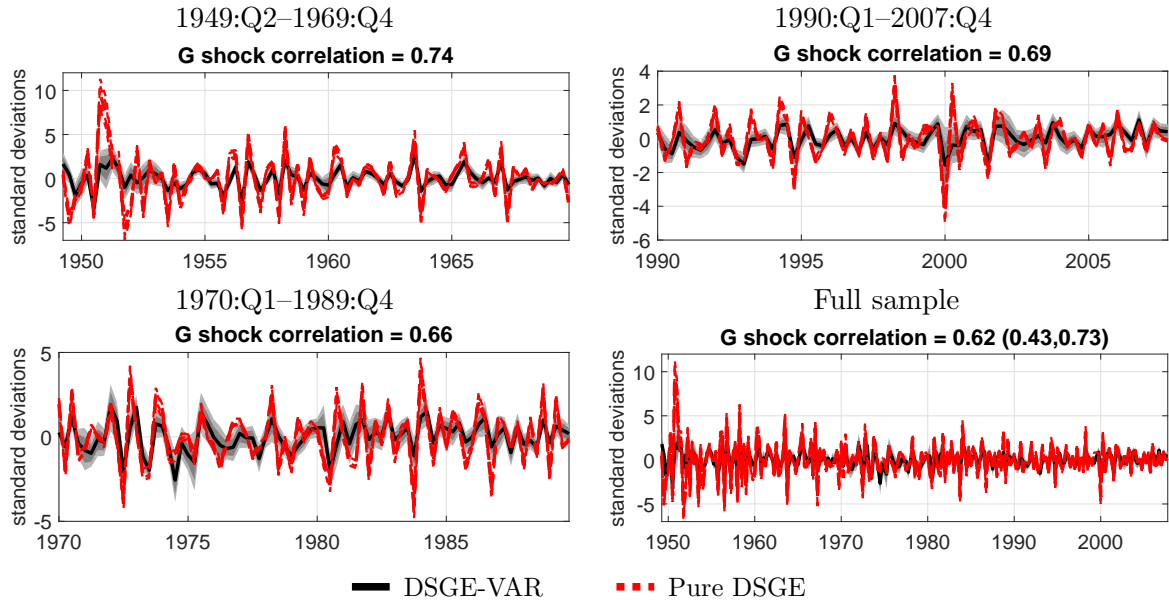 1949:Q2–1969:Q4
G shock correlation = 0.74
standard deviations
10
5
0
-5
1950
1955
1960
1965
1990:Q1–2007:Q4
G shock correlation = 0.69
standard deviations
4
2
0
-2
-4
-6
1990
1995
2000
2005
1970:Q1–1989:Q4
G shock correlation = 0.66
standard deviations
5
0
-5
1970
1975
1980
1985
Full sample
G shock correlation = 0.62 (0.43,0.73)
standard deviations
10
5
0
-5
1950
1960
1970
1980
1990
2000
DSGE-VAR
Pure DSGE